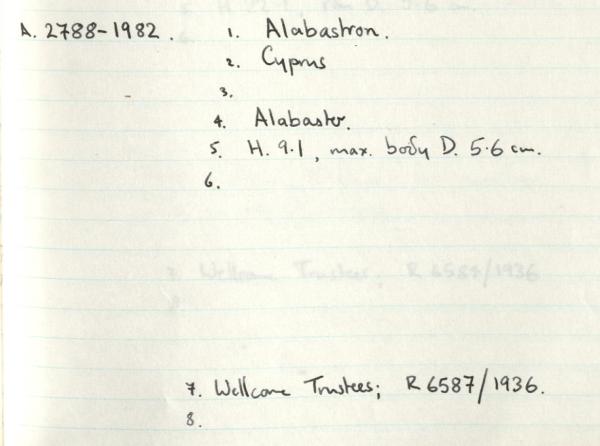 A. 2788-1982. 1. Alabastron.
2. Cyprus
3.
4. Alabaster.
5. H. 9.1, max. body D. 5.6 cm.
6.
7. Wellcome Trustees; R 6587/1936.
8.